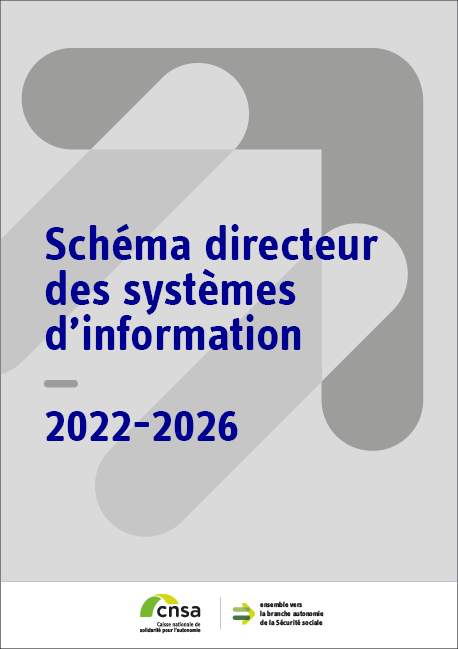 Schéma directeur
des systèmes
d'information
2022-2026
cnsa
Caisse nationale de
solidarité pour l'autonomie
ensemble vers
la branche autonomie
de la Sécurité sociale